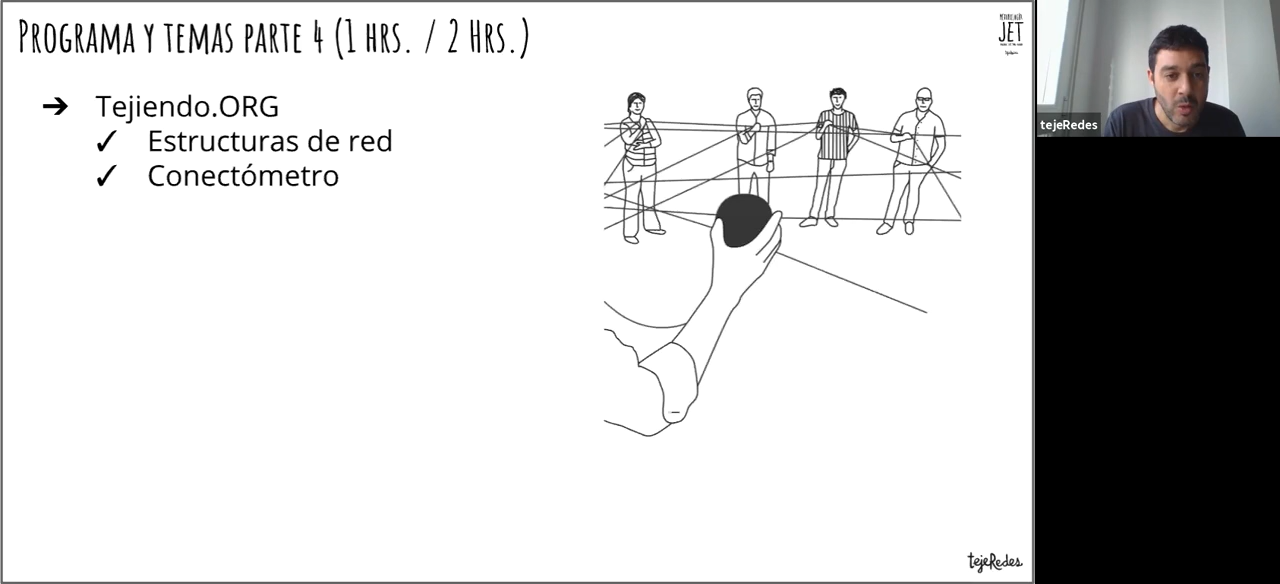 PROGRAMA Y TEMAS PARTE 4 (1 HRS. / 2 HRS.)
JET
➔ Tejiendo.ORG
✓ Estructuras de red
✓ Conectómetro
tejeRedes
tejeRedes